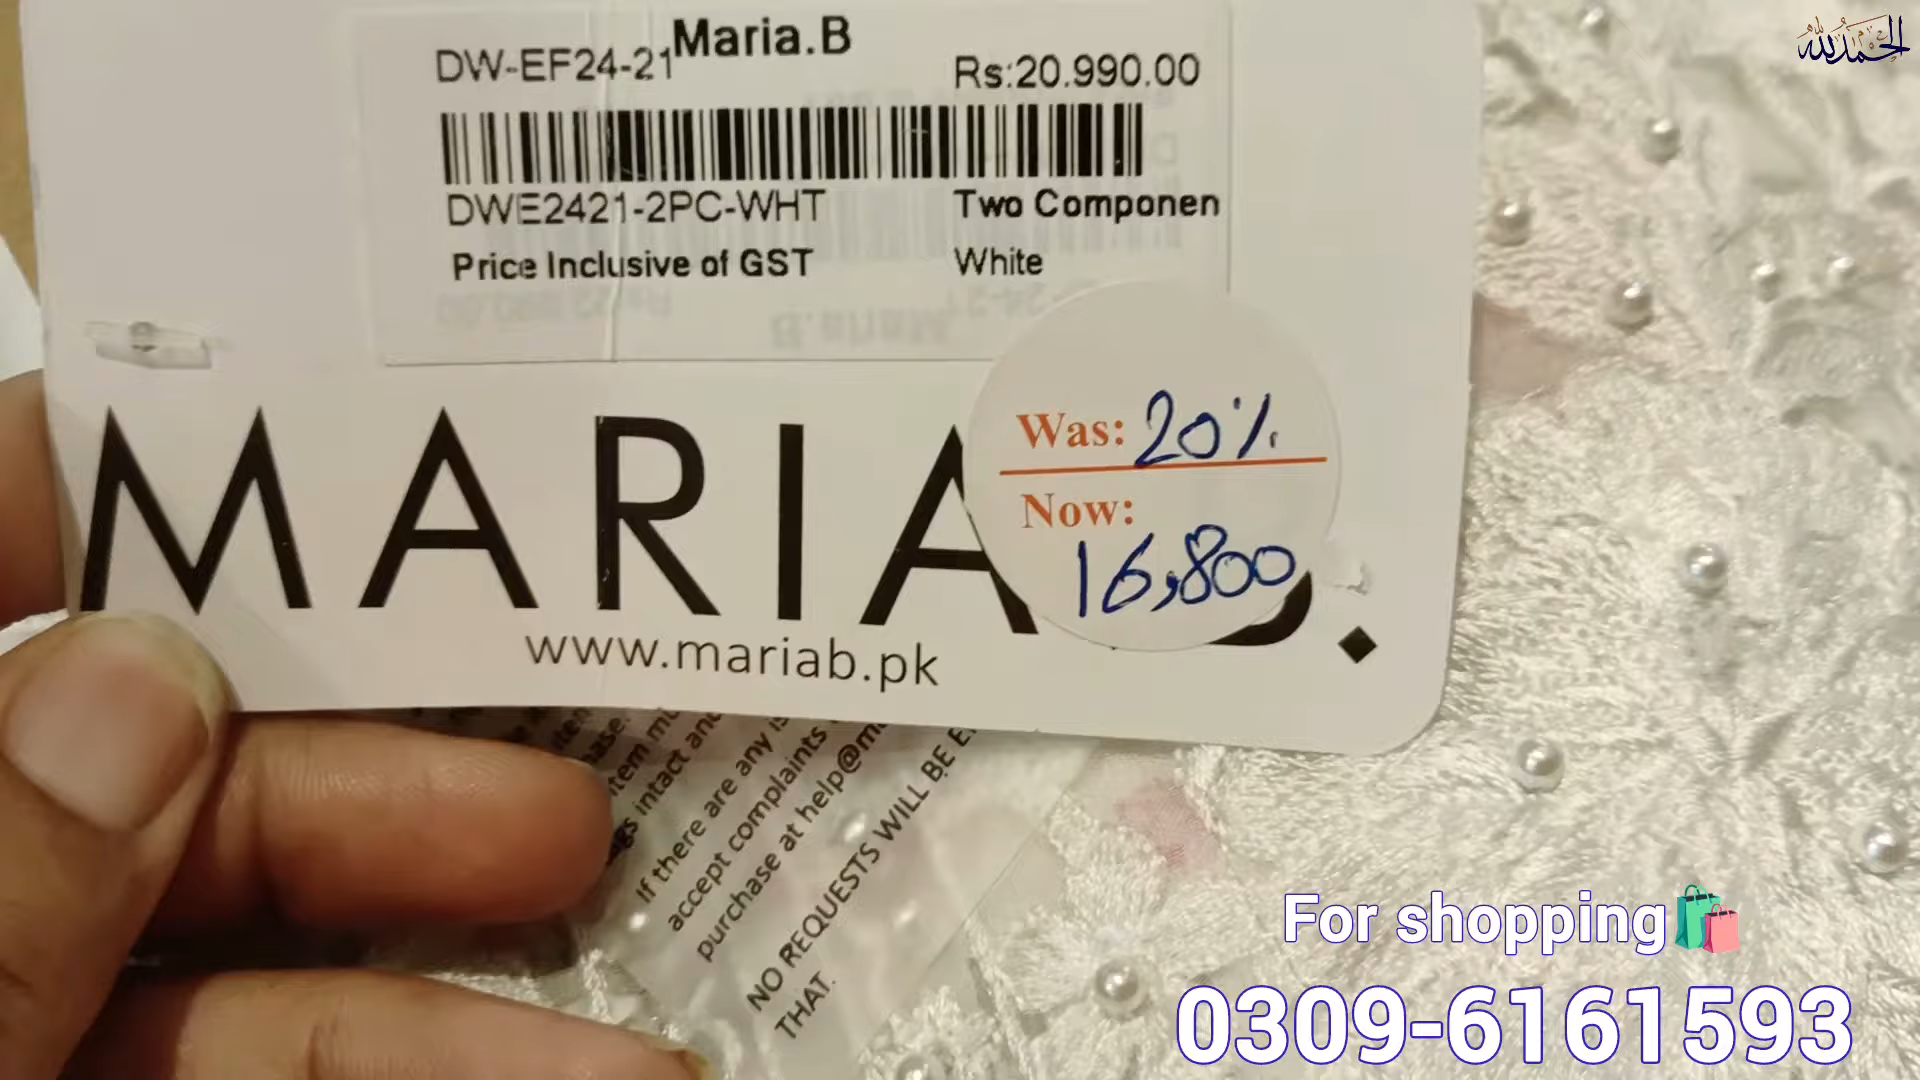 الحمدلله
Maria.B
DW-EF24-21
Rs:20.990.00
DWE2421-2PC-WHT
Two Componen
Price Inclusive of GST
White
Was: 20%
Now:
16,800
MARIA
www.mariab.pk
If there are any
accept complaints
purchase at help@m
NO REQUESTS WILL BE E
THAT.
For shopping🛍️
0309-6161593